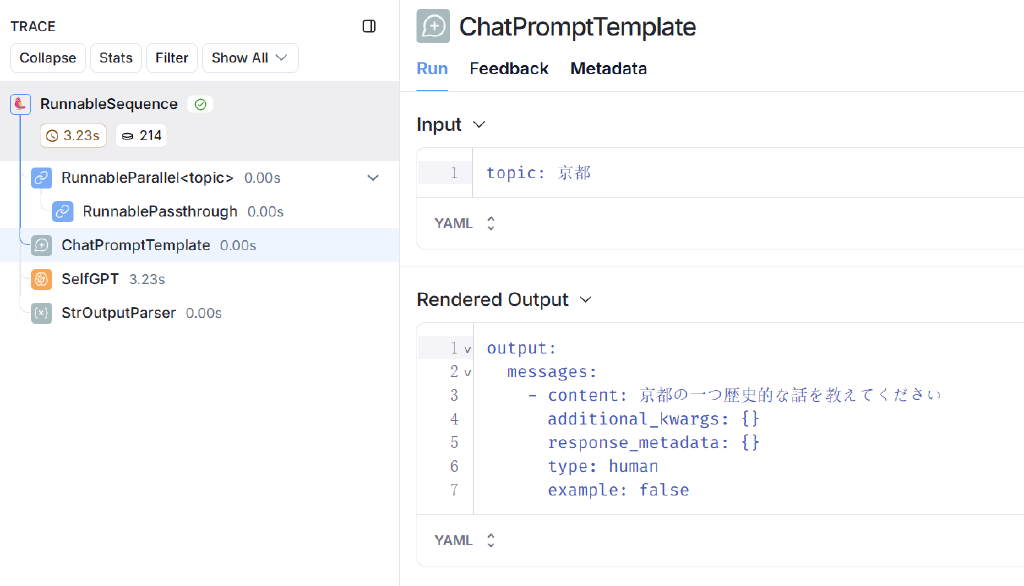 TRACE
Collapse
Stats
Filter
Show All
RunnableSequence
3.23s
214
RunnableParallel<topic> 0.00s
RunnablePassthrough 0.00s
ChatPromptTemplate 0.00s
SelfGPT 3.23s
StrOutputParser 0.00s
ChatPromptTemplate
Run
Feedback
Metadata
Input
1 topic: 京都
YAML
Rendered Output
1 output:
2 messages:
3 - content: 京都の一つ歴史的な話を教えてください
4 additional_kwargs: {}
5 response_metadata: {}
6 type: human
7 example: false
YAML